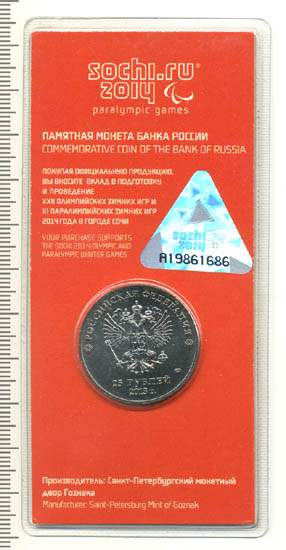 sochi.ru®
2014
paralympic games
ПАМЯТНАЯ МОНЕТА БАНКА РОССИИ
COMMEMORATIVE COIN OF THE BANK OF RUSSIA
ПОКУПАЯ ОФИЦИАЛЬНУЮ ПРОДУКЦИЮ,
ВЫ ВНОСИТЕ ВКЛАД В ПОДГОТОВКУ
И ПРОВЕДЕНИЕ
XXII ОЛИМПИЙСКИХ ЗИМНИХ ИГР И
XI ПАРАЛИМПИЙСКИХ ЗИМНИХ ИГР
2014 ГОДА В ГОРОДЕ СОЧИ
YOUR PURCHASE SUPPORTS
THE SOCHI 2014 OLYMPIC AND
PARALYMPIC WINTER GAMES
sochi.ru
2014
A19861686
РОССИЙСКАЯ ФЕДЕРАЦИЯ
25 РУБЛЕЙ
2013 г.
Производитель: Санкт-Петербургский монетный
двор Гознака
Manufacturer: Saint-Petersburg Mint of Goznak